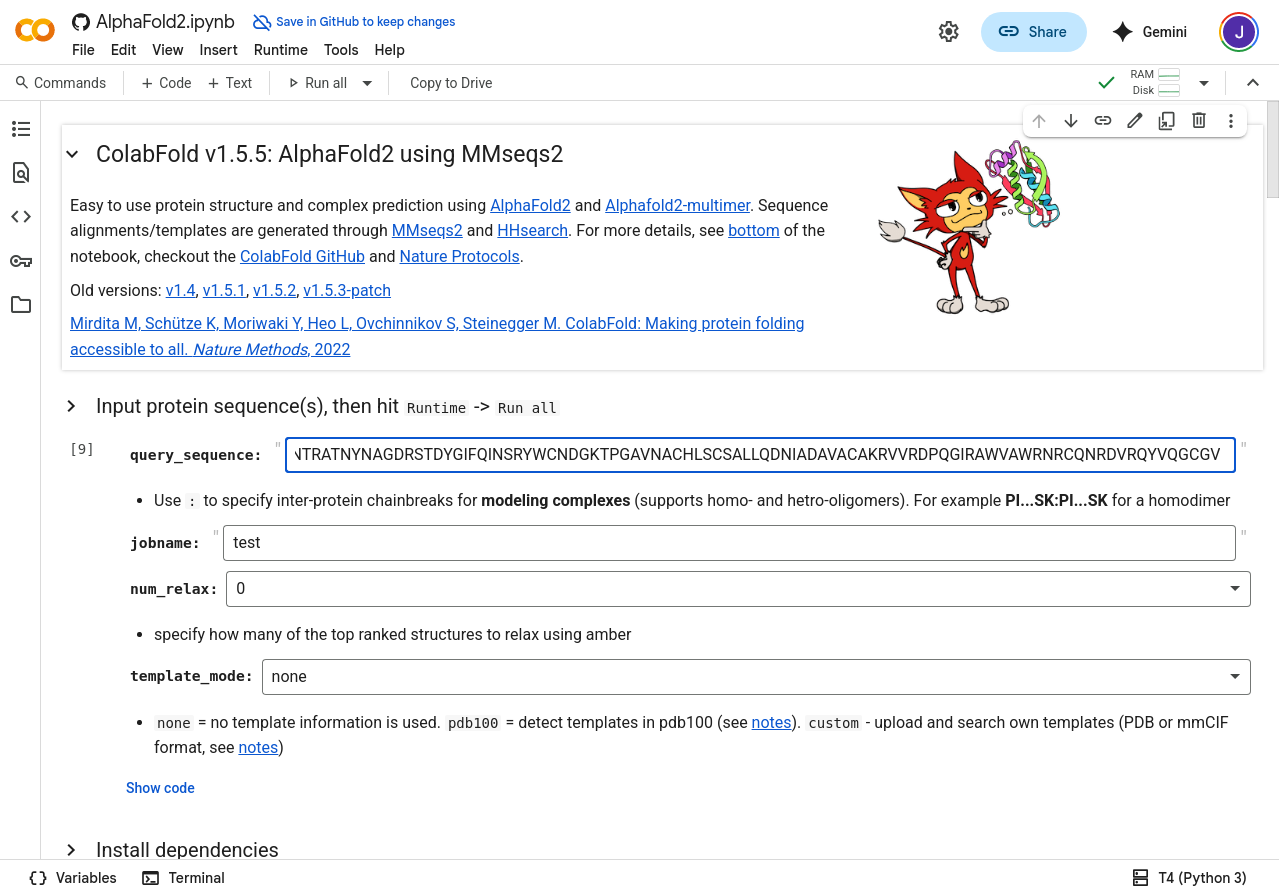 AlphaFold2.ipynb Save in GitHub to keep changes
File Edit View Insert Runtime Tools Help
Share Gemini J
Commands + Code + Text Run all Copy to Drive RAM Disk
ColabFold v1.5.5: AlphaFold2 using MMseqs2
Easy to use protein structure and complex prediction using AlphaFold2 and Alphafold2-multimer. Sequence
alignments/templates are generated through MMseqs2 and HHsearch. For more details, see bottom of the
notebook, checkout the ColabFold GitHub and Nature Protocols.
Old versions: v1.4, v1.5.1, v1.5.2, v1.5.3-patch
Mirdita M, Schütze K, Moriwaki Y, Heo L, Ovchinnikov S, Steinegger M. ColabFold: Making protein folding
accessible to all. Nature Methods, 2022
Input protein sequence(s), then hit Runtime -> Run all
[9] query_sequence: "NTRATNYNAGDRSTDYGIFQINSRYWCNDGKTPGAVNACHLSCSALLQDNIADAVACAKRVVRDPQGIRAWVAWRNRCQNRDVRQYVQGCGV"
• Use : to specify inter-protein chainbreaks for modeling complexes (supports homo- and hetro-oligomers). For example PI...SK:PI...SK for a homodimer
jobname: "test"
num_relax: 0
• specify how many of the top ranked structures to relax using amber
template_mode: none
• none = no template information is used. pdb100 = detect templates in pdb100 (see notes). custom - upload and search own templates (PDB or mmCIF
format, see notes)
Show code
Install dependencies
Variables Terminal T4 (Python 3)